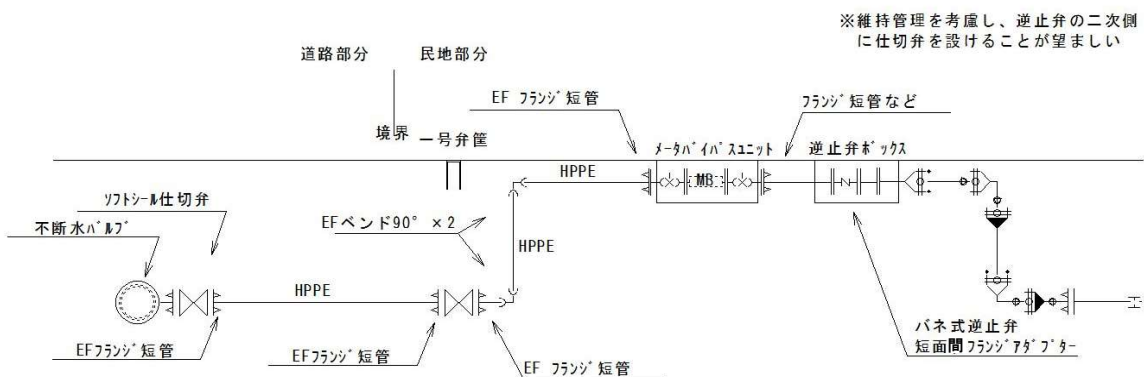 ※維持管理を考慮し、逆止弁の二次側
に仕切弁を設けることが望ましい
道路部分
民地部分
EF フランジ短管
フランジ短管など
境界
一号弁筐
メータバイパスユニット
逆止弁ボックス
HPPE
MB
ソフトシール仕切弁
不断水バルブ
EFベンド90° ×2
HPPE
HPPE
EFフランジ短管
EFフランジ短管
EF フランジ短管
バネ式逆止弁
短面間フランジアダプター